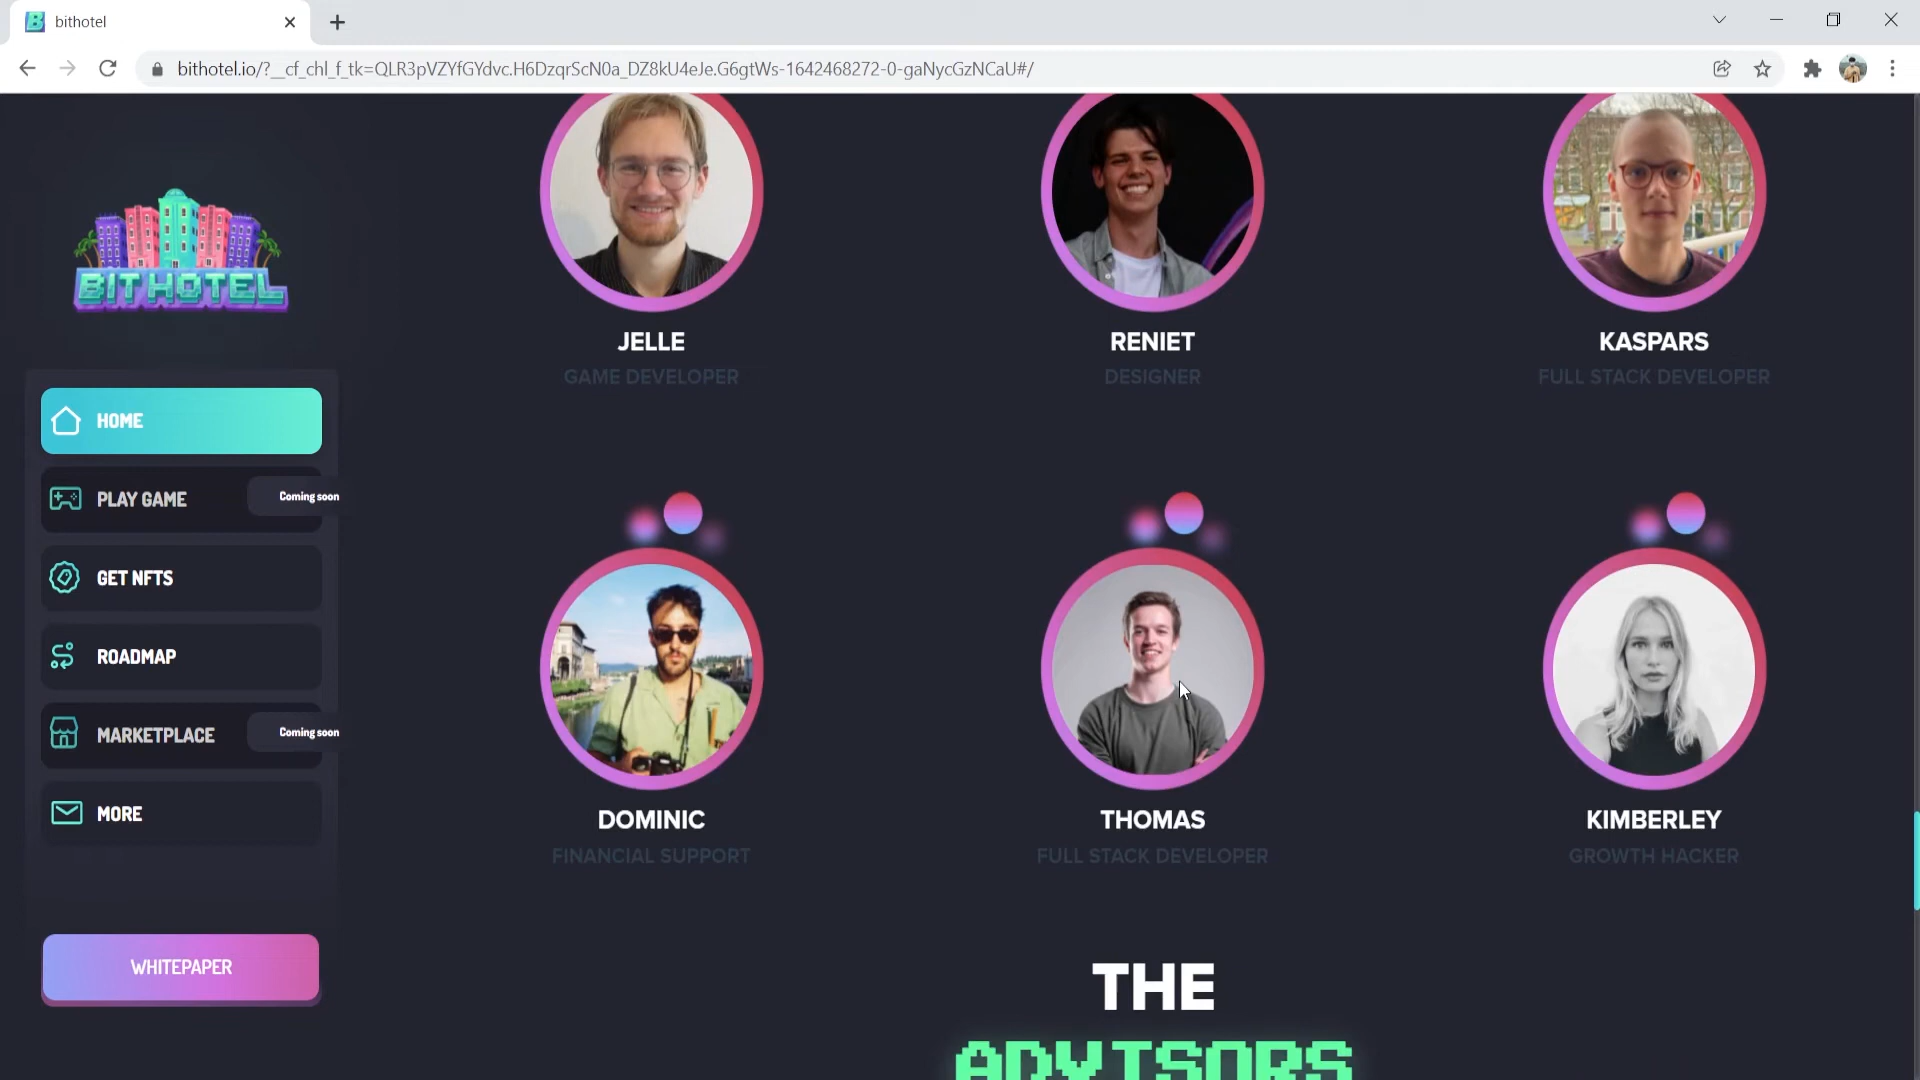 bithotel
bithotel.io/?__cf_chl_f_tk=QLR3pVZYfGYdvc.H6DzqrScN0a_DZ8kU4eJe.G6gtWs-1642468272-0-gaNycGzNCaU#/
BIT HOTEL
HOME
PLAY GAME
Coming soon
GET NFTS
ROADMAP
MARKETPLACE
Coming soon
MORE
WHITEPAPER
JELLE
GAME DEVELOPER
RENIET
DESIGNER
KASPARS
FULL STACK DEVELOPER
DOMINIC
FINANCIAL SUPPORT
THOMAS
FULL STACK DEVELOPER
KIMBERLEY
GROWTH HACKER
THE
ADVISORS